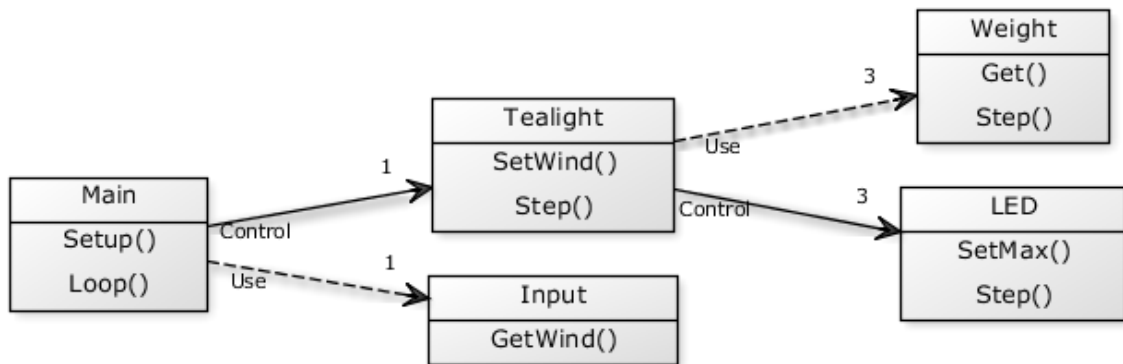 Main
Setup()
Loop()
Control
1
Use
1
Tealight
SetWind()
Step()
Input
GetWind()
Use
3
Control
3
Weight
Get()
Step()
LED
SetMax()
Step()